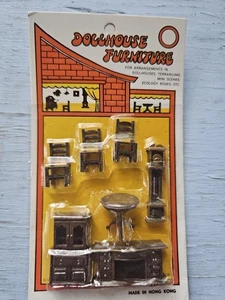 DOLLHOUSE
FURNITURE
FOR ARRANGEMENTS IN
DOLLHOUSES, TERRARIUMS
MINI SCENES
ECOLOGY BOXES, ETC.
MADE IN HONG KONG